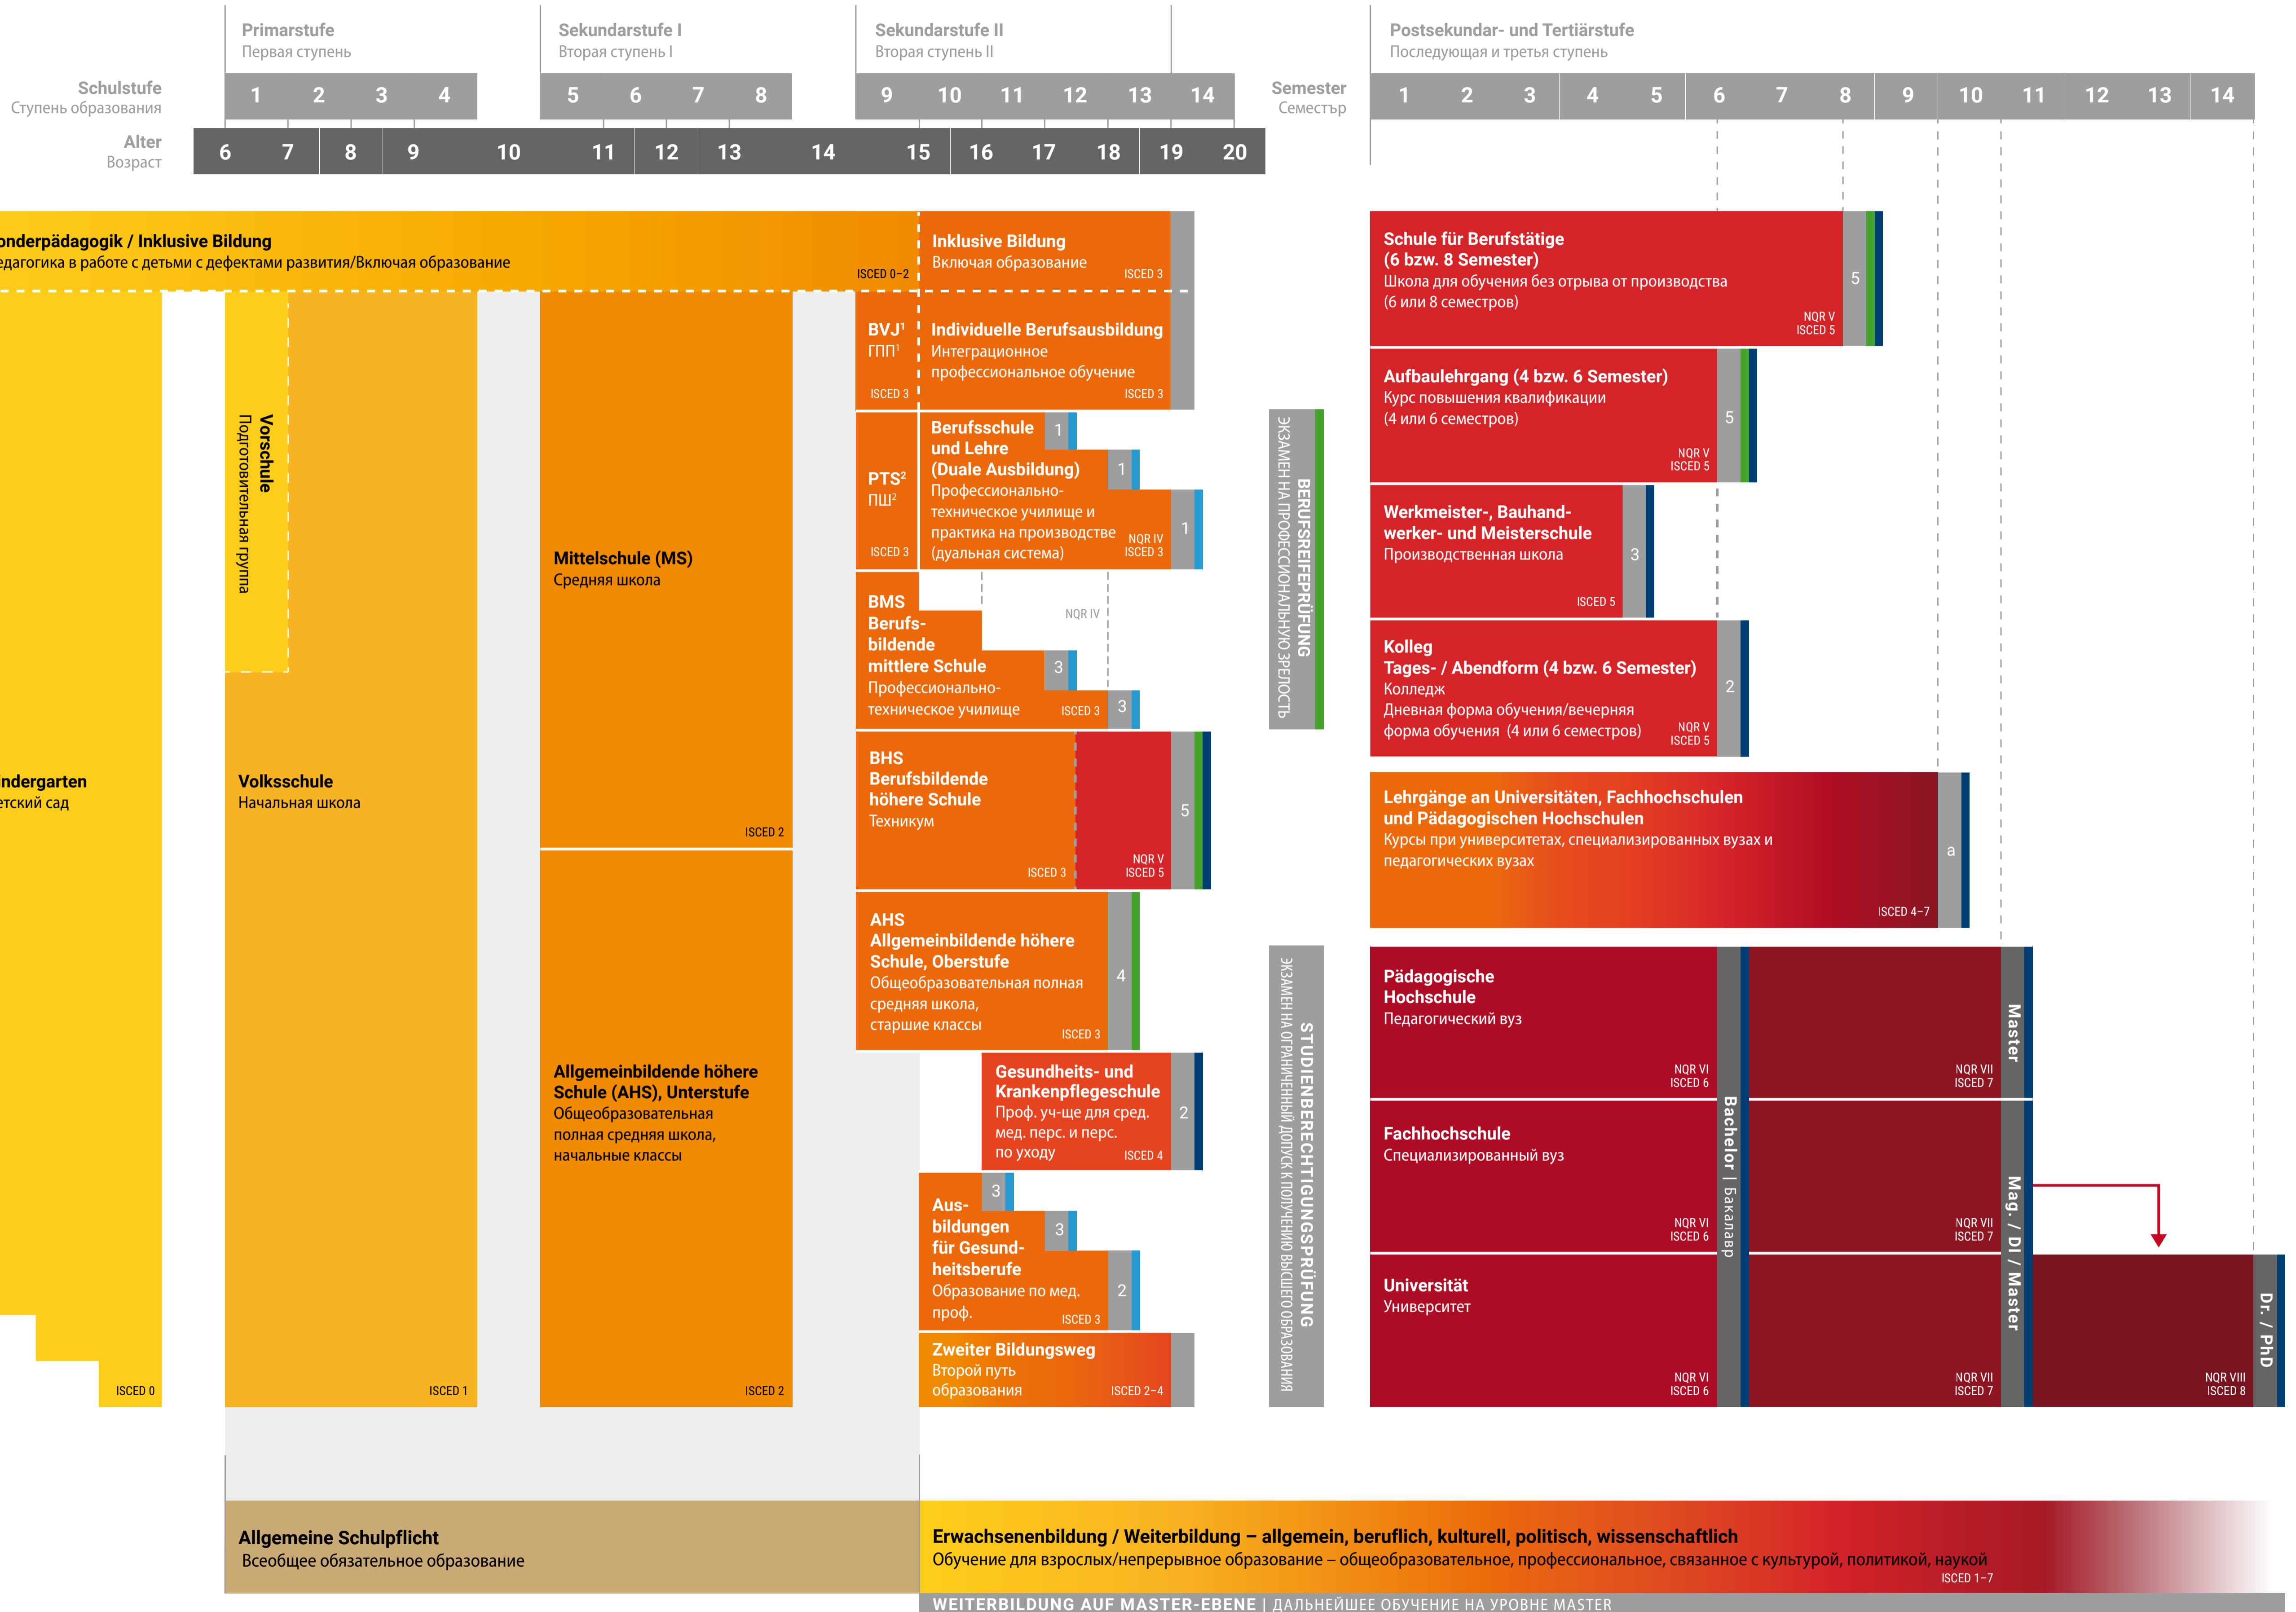 Primarstufe
Первая ступень
Sekundarstufe I
Вторая ступень I
Sekundarstufe II
Вторая ступень II
Postsekundar- und Tertiärstufe
Последующая и третья ступень
Schulstufe
Ступень образования
1 2 3 4
5 6 7 8
9 10 11 12 13 14
Semester
Семестър
1 2 3 4 5 6 7 8 9 10 11 12 13 14
Alter
Возраст
6 7 8 9 10 11 12 13 14 15 16 17 18 19 20
onderpädagogik / Inklusive Bildung
едагогика в работе с детьми с дефектами развития/Включая образование
ISCED 0–2
Inklusive Bildung
Включая образование
ISCED 3
indergarten
етский сад
ISCED 0
Vorschule
Подготовительная группа
Volksschule
Начальная школа
ISCED 1
Mittelschule (MS)
Средняя школа
ISCED 2
Allgemeinbildende höhere
Schule (AHS), Unterstufe
Общеобразовательная
полная средняя школа,
начальные классы
ISCED 2
BVJ¹
ГПП¹
ISCED 3
Individuelle Berufsausbildung
Интеграционное
профессиональное обучение
ISCED 3
PTS²
ПШ²
ISCED 3
Berufsschule
und Lehre
(Duale Ausbildung)
Профессионально-
техническое училище и
практика на производстве
(дуальная система)
NQR IV
ISCED 3
1
1
1
BMS
Berufs-
bildende
mittlere Schule
Профессионально-
техническое училище
ISCED 3
NQR IV
3
3
BHS
Berufsbildende
höhere Schule
Техникум
ISCED 3
NQR V
ISCED 5
5
AHS
Allgemeinbildende höhere
Schule, Oberstufe
Общеобразовательная полная
средняя школа,
старшие классы
ISCED 3
4
Gesundheits- und
Krankenpflegeschule
Проф. уч-ще для сред.
мед. перс. и перс.
по уходу
ISCED 4
2
Aus-
bildungen
für Gesund-
heitsberufe
Образование по мед.
проф.
ISCED 3
3
3
2
Zweiter Bildungsweg
Второй путь
образования
ISCED 2–4
BERUFSREIFEPRÜFUNG
ЭКЗАМЕН НА ПРОФЕССИОНАЛЬНУЮ ЗРЕЛОСТЬ
STUDIENBERECHTIGUNGSPRÜFUNG
ЭКЗАМЕН НА ОГРАНИЧЕННЫЙ ДОПУСК К ПОЛУЧЕНИЮ ВЫСШЕГО ОБРАЗОВАНИЯ
Schule für Berufstätige
(6 bzw. 8 Semester)
Школа для обучения без отрыва от производства
(6 или 8 семестров)
NQR V
ISCED 5
5
Aufbaulehrgang (4 bzw. 6 Semester)
Курс повышения квалификации
(4 или 6 семестров)
NQR V
ISCED 5
5
Werkmeister-, Bauhand-
werker- und Meisterschule
Производственная школа
ISCED 5
3
Kolleg
Tages- / Abendform (4 bzw. 6 Semester)
Колледж
Дневная форма обучения/вечерняя
форма обучения (4 или 6 семестров)
NQR V
ISCED 5
2
Lehrgänge an Universitäten, Fachhochschulen
und Pädagogischen Hochschulen
Курсы при университетах, специализированных вузах и
педагогических вузах
ISCED 4–7
a
Pädagogische
Hochschule
Педагогический вуз
NQR VI
ISCED 6
NQR VII
ISCED 7
Master
Fachhochschule
Специализированный вуз
NQR VI
ISCED 6
NQR VII
ISCED 7
Bachelor | Бакалавр
Mag. / DI / Master
Universität
Университет
NQR VI
ISCED 6
NQR VII
ISCED 7
NQR VIII
ISCED 8
Dr. / PhD
Allgemeine Schulpflicht
Всеобщее обязательное образование
Erwachsenenbildung / Weiterbildung – allgemein, beruflich, kulturell, politisch, wissenschaftlich
Обучение для взрослых/непрерывное образование – общеобразовательное, профессиональное, связанное с культурой, политикой, наукой
ISCED 1–7
WEITERBILDUNG AUF MASTER-EBENE | ДАЛЬНЕЙШЕЕ ОБУЧЕНИЕ НА УРОВНЕ MASTER